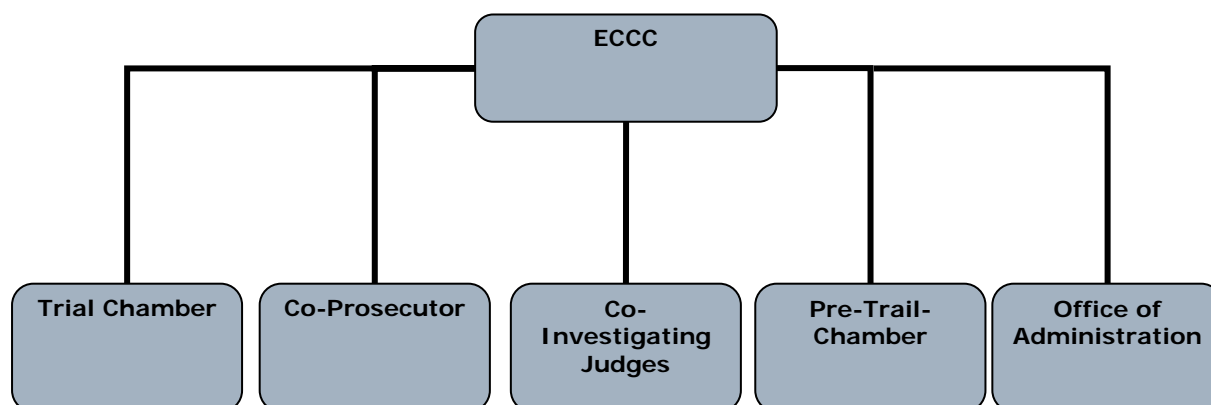 ECCC
Trial Chamber
Co-Prosecutor
Co-
Investigating
Judges
Pre-Trail-
Chamber
Office of
Administration